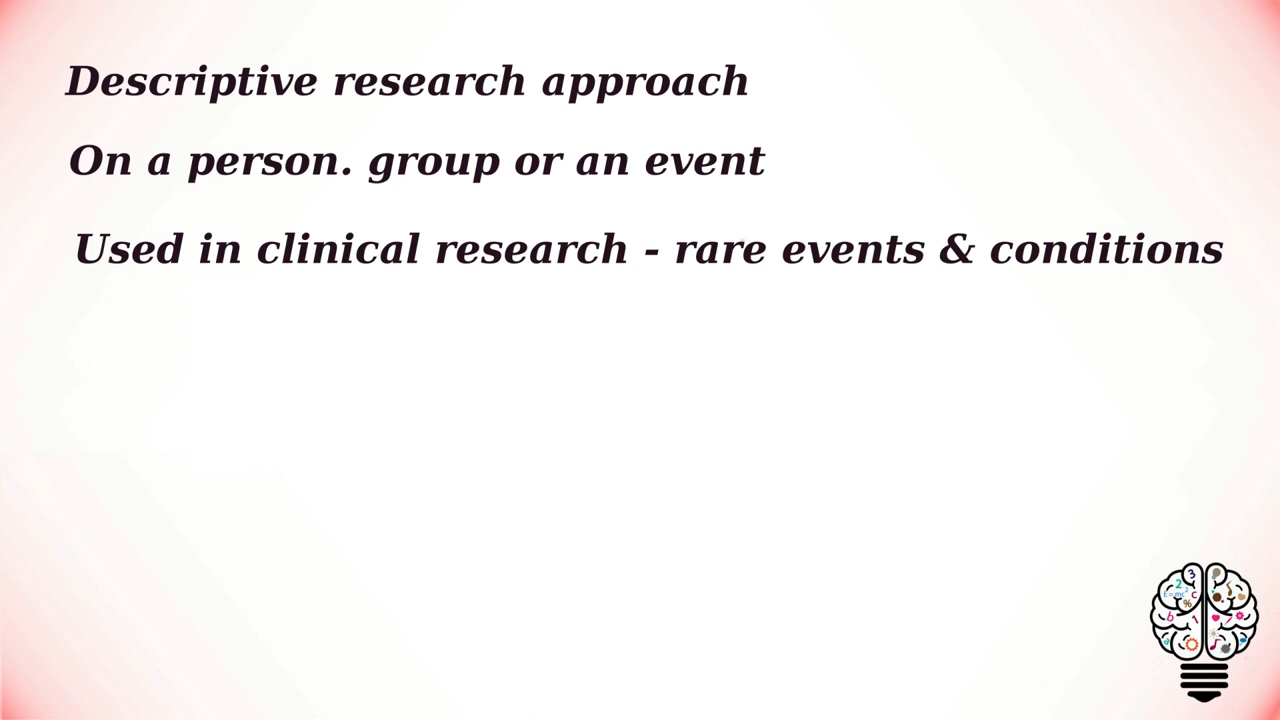 Descriptive research approach
On a person. group or an event
Used in clinical research - rare events & conditions